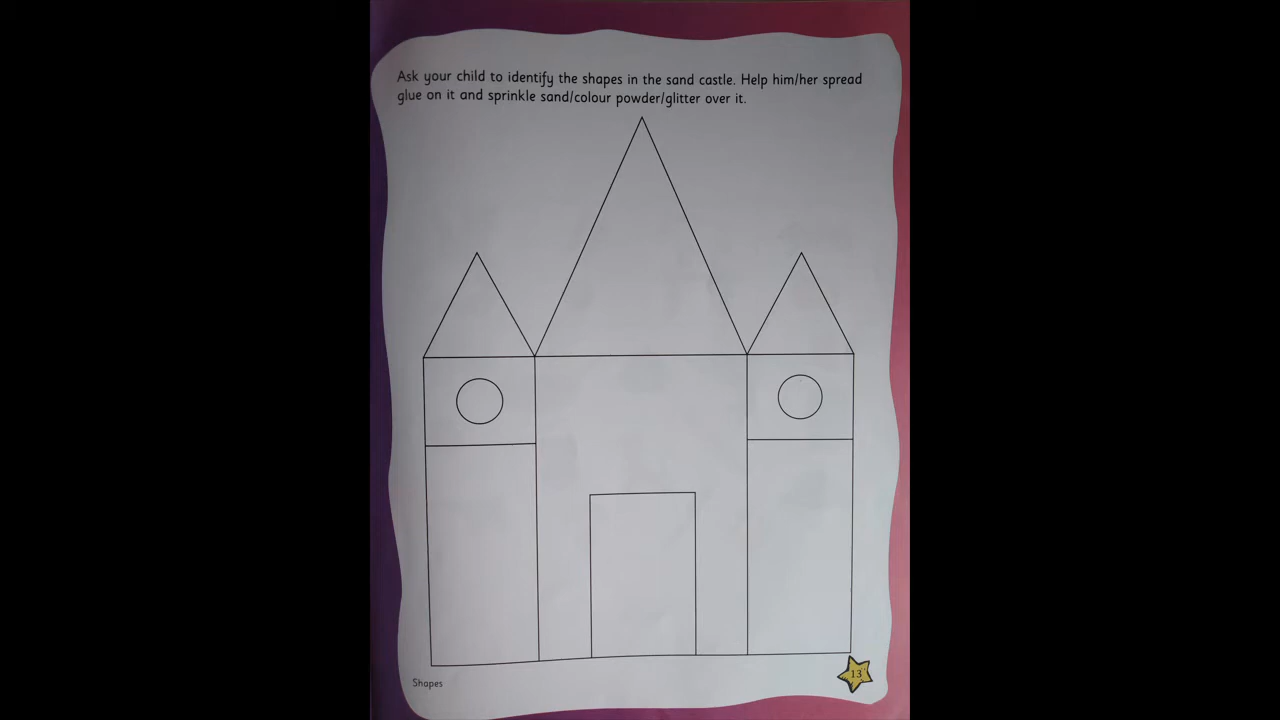 Ask your child to identify the shapes in the sand castle. Help him/her spread
glue on it and sprinkle sand/colour powder/glitter over it.
13
Shapes